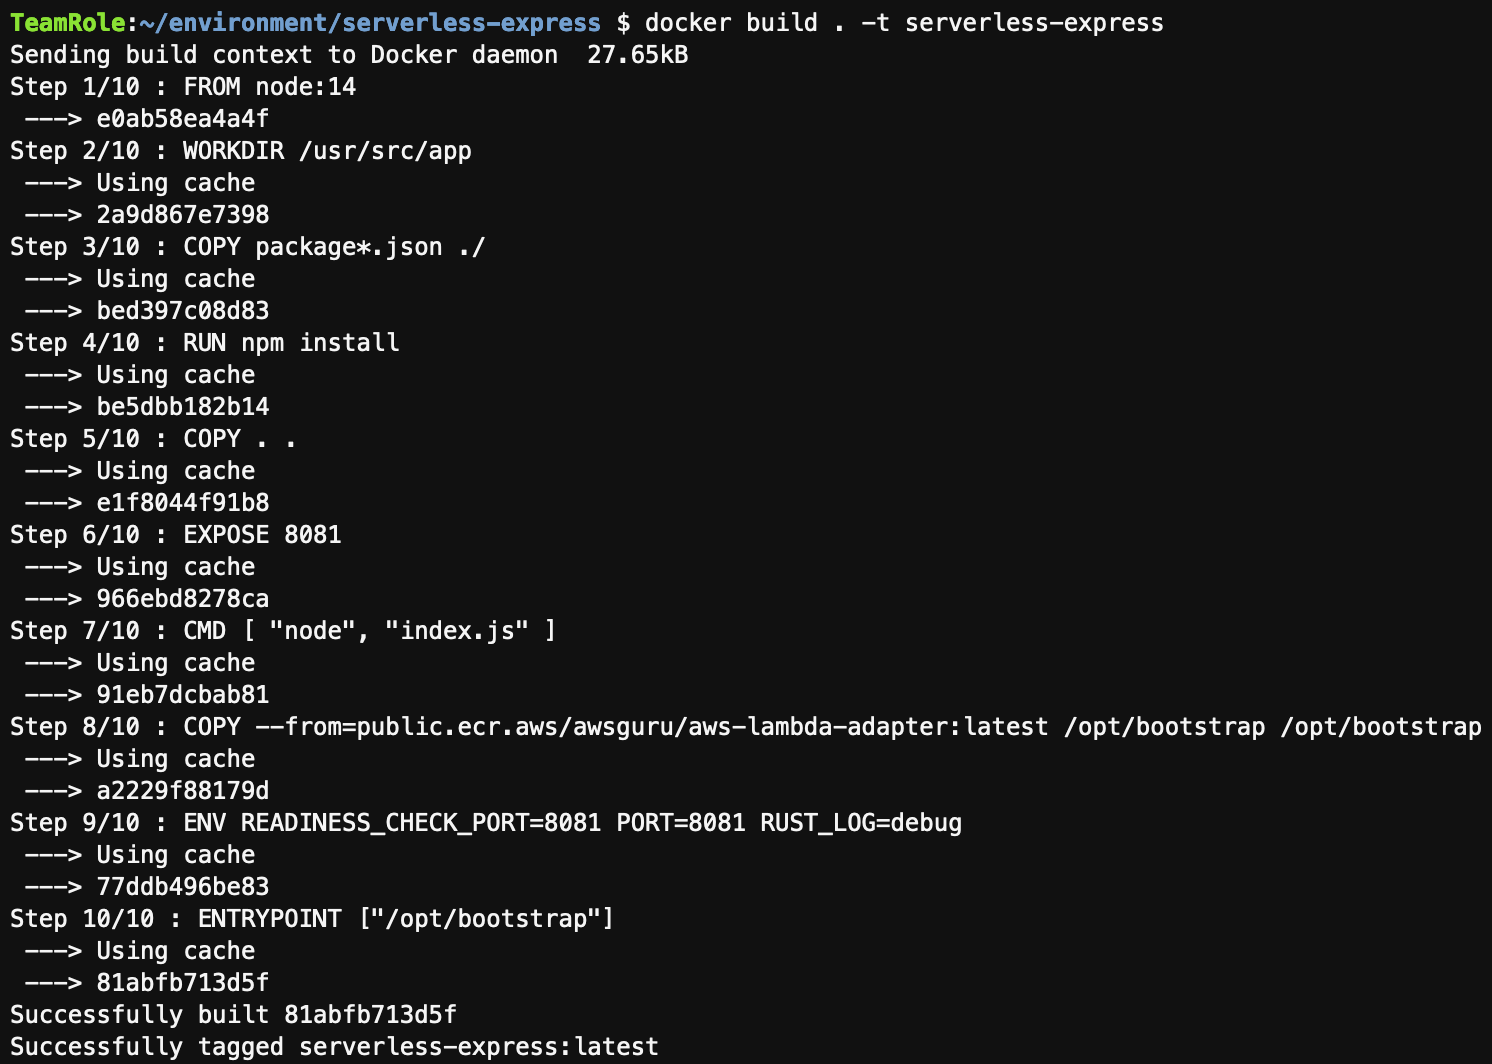 TeamRole:~/environment/serverless-express $ docker build . -t serverless-express
Sending build context to Docker daemon  27.65kB
Step 1/10 : FROM node:14
 ---> e0ab58ea4a4f
Step 2/10 : WORKDIR /usr/src/app
 ---> Using cache
 ---> 2a9d867e7398
Step 3/10 : COPY package*.json ./
 ---> Using cache
 ---> bed397c08d83
Step 4/10 : RUN npm install
 ---> Using cache
 ---> be5dbb182b14
Step 5/10 : COPY . .
 ---> Using cache
 ---> e1f8044f91b8
Step 6/10 : EXPOSE 8081
 ---> Using cache
 ---> 966ebd8278ca
Step 7/10 : CMD [ "node", "index.js" ]
 ---> Using cache
 ---> 91eb7dcbab81
Step 8/10 : COPY --from=public.ecr.aws/awsguru/aws-lambda-adapter:latest /opt/bootstrap /opt/bootstrap
 ---> Using cache
 ---> a2229f88179d
Step 9/10 : ENV READINESS_CHECK_PORT=8081 PORT=8081 RUST_LOG=debug
 ---> Using cache
 ---> 77ddb496be83
Step 10/10 : ENTRYPOINT ["/opt/bootstrap"]
 ---> Using cache
 ---> 81abfb713d5f
Successfully built 81abfb713d5f
Successfully tagged serverless-express:latest